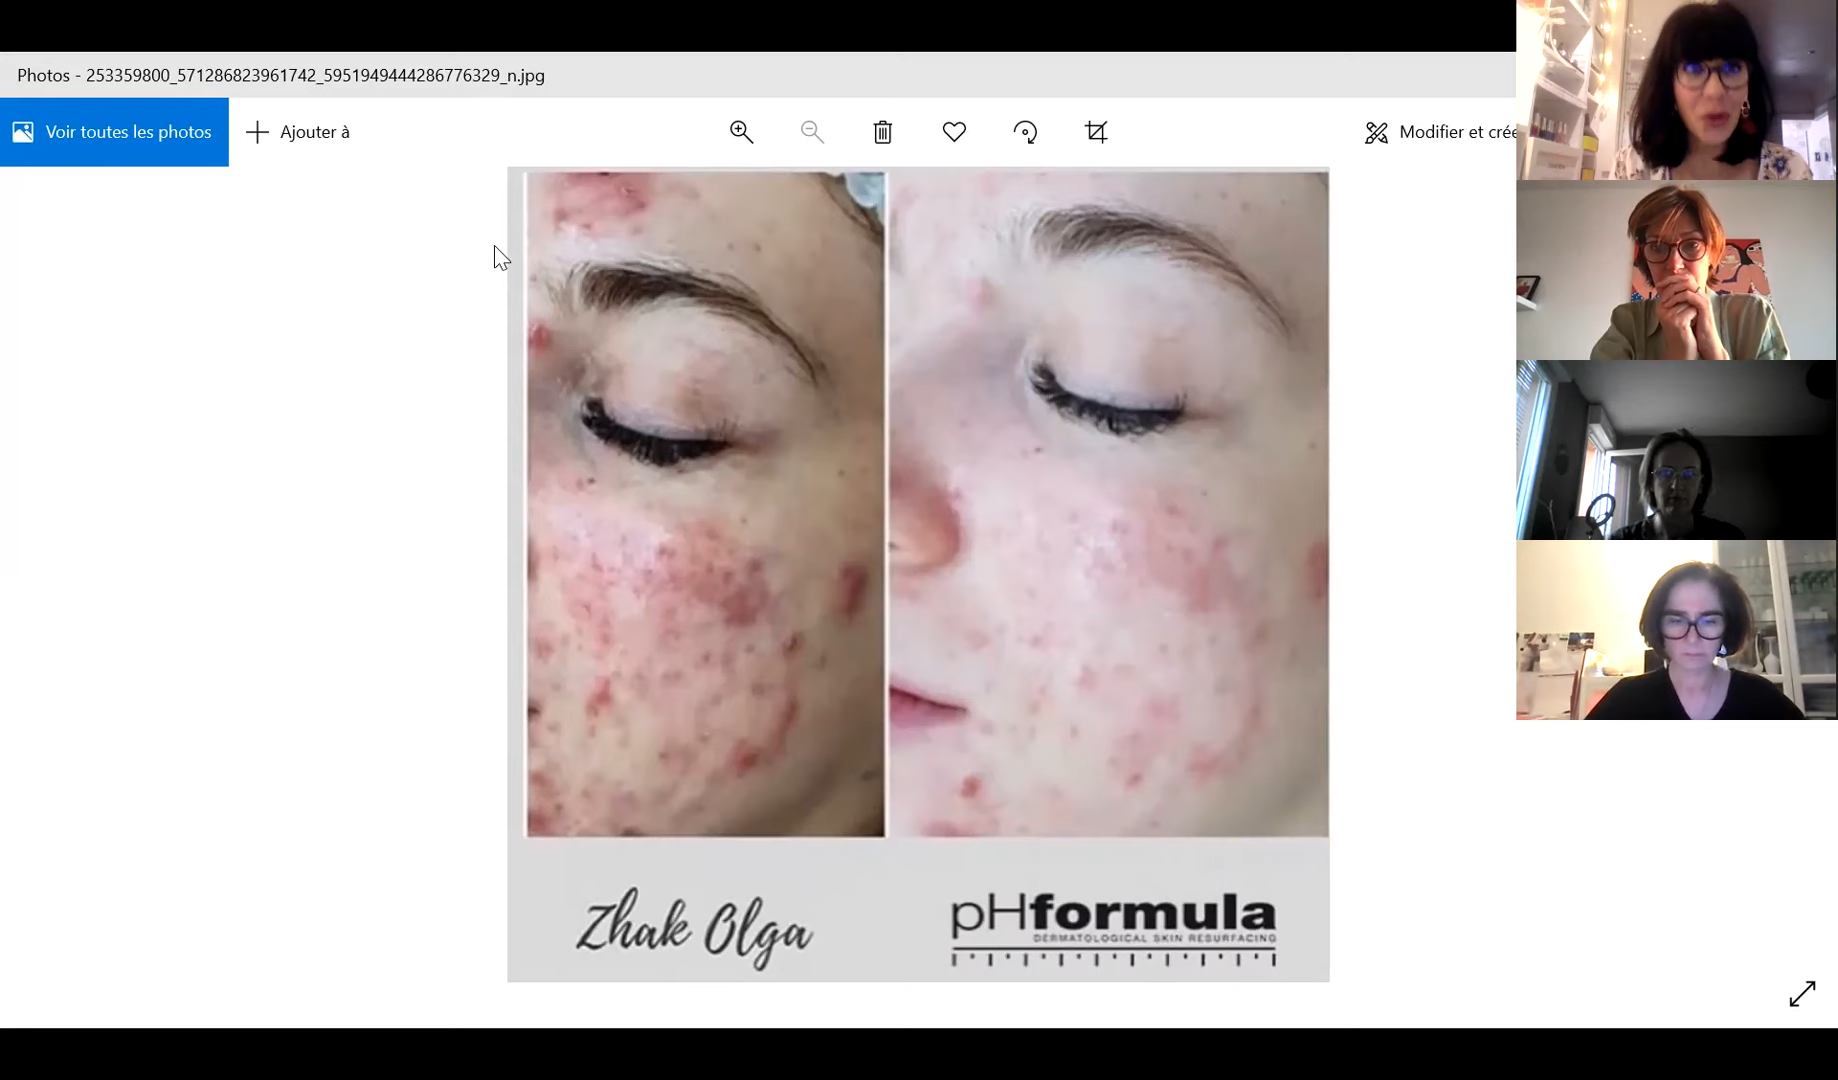 Photos - 253359800_571286823961742_5951949444286776329_n.jpg
Voir toutes les photos
Ajouter à
Modifier et crée
Zhak Olga
pHformula
DERMATOLOGICAL SKIN RESURFACING